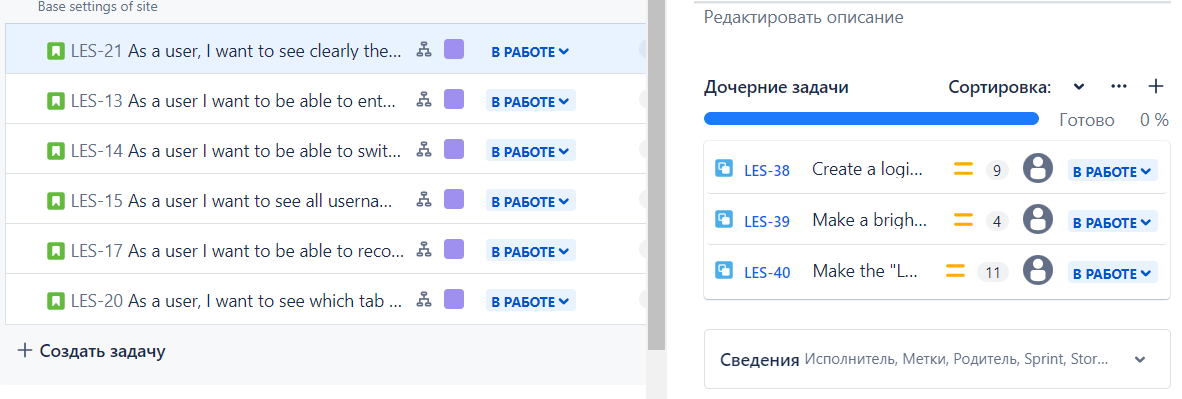 Base settings of site
LES-21 As a user, I want to see clearly the... В РАБОТЕ
LES-13 As a user I want to be able to ent... В РАБОТЕ
LES-14 As a user I want to be able to swit... В РАБОТЕ
LES-15 As a user I want to see all userna... В РАБОТЕ
LES-17 As a user I want to be able to reco... В РАБОТЕ
LES-20 As a user, I want to see which tab ... В РАБОТЕ
+ Создать задачу
Редактировать описание
Дочерние задачи Сортировка: ... +
Готово 0 %
LES-38 Create a logi... 9 В РАБОТЕ
LES-39 Make a brigh... 4 В РАБОТЕ
LES-40 Make the "L... 11 В РАБОТЕ
Сведения Исполнитель, Метки, Родитель, Sprint, Stor...